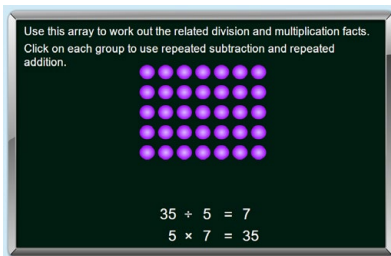 Use this array to work out the related division and multiplication facts.
Click on each group to use repeated subtraction and repeated
addition.
35 ÷ 5 = 7
5 × 7 = 35